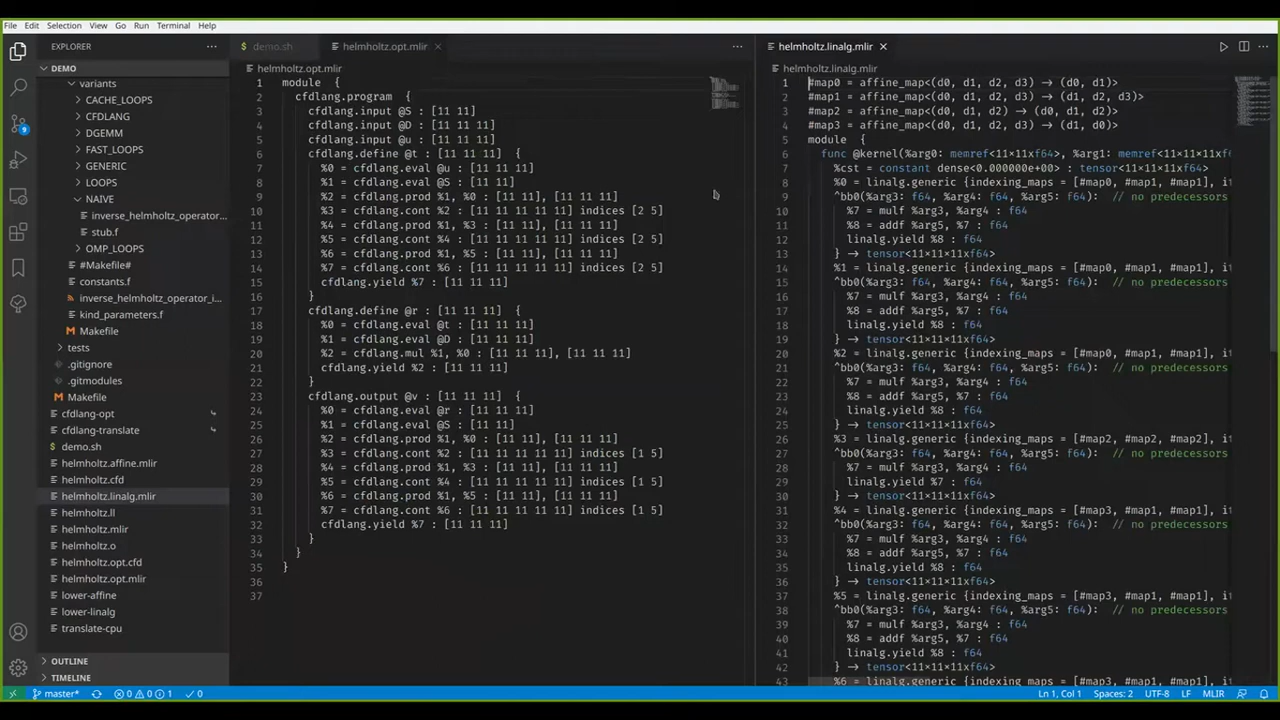 File Edit Selection View Go Run Terminal Help
EXPLORER
DEMO
variants
CACHE_LOOPS
CFDLANG
DGEMM
FAST_LOOPS
GENERIC
LOOPS
NAIVE
inverse_helmholtz_operator...
stub.f
OMP_LOOPS
#Makefile#
constants.f
inverse_helmholtz_operator_i...
kind_parameters.f
Makefile
tests
.gitignore
.gitmodules
Makefile
cfdlang-opt
cfdlang-translate
demo.sh
helmholtz.affine.mlir
helmholtz.cfd
helmholtz.linalg.mlir
helmholtz.ll
helmholtz.mlir
helmholtz.o
helmholtz.opt.cfd
helmholtz.opt.mlir
lower-affine
lower-linalg
translate-cpu
OUTLINE
TIMELINE
9
demo.sh
helmholtz.opt.mlir
helmholtz.opt.mlir
1 module {
2 cfdlang.program {
3 cfdlang.input @S : [11 11]
4 cfdlang.input @D : [11 11 11]
5 cfdlang.input @u : [11 11 11]
6 cfdlang.define @t : [11 11 11] {
7 %0 = cfdlang.eval @u : [11 11 11]
8 %1 = cfdlang.eval @S : [11 11]
9 %2 = cfdlang.prod %1, %0 : [11 11], [11 11 11]
10 %3 = cfdlang.cont %2 : [11 11 11 11 11] indices [2 5]
11 %4 = cfdlang.prod %1, %3 : [11 11], [11 11 11]
12 %5 = cfdlang.cont %4 : [11 11 11 11 11] indices [2 5]
13 %6 = cfdlang.prod %1, %5 : [11 11], [11 11 11]
14 %7 = cfdlang.cont %6 : [11 11 11 11 11] indices [2 5]
15 cfdlang.yield %7 : [11 11 11]
16 }
17 cfdlang.define @r : [11 11 11] {
18 %0 = cfdlang.eval @t : [11 11 11]
19 %1 = cfdlang.eval @D : [11 11 11]
20 %2 = cfdlang.mul %1, %0 : [11 11 11], [11 11 11]
21 cfdlang.yield %2 : [11 11 11]
22 }
23 cfdlang.output @v : [11 11 11] {
24 %0 = cfdlang.eval @r : [11 11 11]
25 %1 = cfdlang.eval @S : [11 11]
26 %2 = cfdlang.prod %1, %0 : [11 11], [11 11 11]
27 %3 = cfdlang.cont %2 : [11 11 11 11 11] indices [1 5]
28 %4 = cfdlang.prod %1, %3 : [11 11], [11 11 11]
29 %5 = cfdlang.cont %4 : [11 11 11 11 11] indices [1 5]
30 %6 = cfdlang.prod %1, %5 : [11 11], [11 11 11]
31 %7 = cfdlang.cont %6 : [11 11 11 11 11] indices [1 5]
32 cfdlang.yield %7 : [11 11 11]
33 }
34 }
35 }
36
37
helmholtz.linalg.mlir
helmholtz.linalg.mlir
1 #map0 = affine_map<(d0, d1, d2, d3) → (d0, d1)>
2 #map1 = affine_map<(d0, d1, d2, d3) → (d1, d2, d3)>
3 #map2 = affine_map<(d0, d1, d2) → (d0, d1, d2)>
4 #map3 = affine_map<(d0, d1, d2, d3) → (d1, d0)>
5 module {
6 func @kernel(%arg0: memref<11×11xf64>, %arg1: memref<11×11×11xf
7 %cst = constant dense<0.000000e+00> : tensor<11×11×11xf64>
8 %0 = linalg.generic {indexing_maps = [#map0, #map1, #map1], it
9 ^bb0(%arg3: f64, %arg4: f64, %arg5: f64): // no predecessors
10 %7 = mulf %arg3, %arg4 : f64
11 %8 = addf %arg5, %7 : f64
12 linalg.yield %8 : f64
13 } → tensor<11×11×11xf64>
14 %1 = linalg.generic {indexing_maps = [#map0, #map1, #map1], it
15 ^bb0(%arg3: f64, %arg4: f64, %arg5: f64): // no predecessors
16 %7 = mulf %arg3, %arg4 : f64
17 %8 = addf %arg5, %7 : f64
18 linalg.yield %8 : f64
19 } → tensor<11×11×11xf64>
20 %2 = linalg.generic {indexing_maps = [#map0, #map1, #map1], it
21 ^bb0(%arg3: f64, %arg4: f64, %arg5: f64): // no predecessors
22 %7 = mulf %arg3, %arg4 : f64
23 %8 = addf %arg5, %7 : f64
24 linalg.yield %8 : f64
25 } → tensor<11×11×11xf64>
26 %3 = linalg.generic {indexing_maps = [#map2, #map2, #map2], it
27 ^bb0(%arg3: f64, %arg4: f64, %arg5: f64): // no predecessors
28 %7 = mulf %arg3, %arg4 : f64
29 linalg.yield %7 : f64
30 } → tensor<11×11×11xf64>
31 %4 = linalg.generic {indexing_maps = [#map3, #map1, #map1], it
32 ^bb0(%arg3: f64, %arg4: f64, %arg5: f64): // no predecessors
33 %7 = mulf %arg3, %arg4 : f64
34 %8 = addf %arg5, %7 : f64
35 linalg.yield %8 : f64
36 } → tensor<11×11×11xf64>
37 %5 = linalg.generic {indexing_maps = [#map3, #map1, #map1], it
38 ^bb0(%arg3: f64, %arg4: f64, %arg5: f64): // no predecessors
39 %7 = mulf %arg3, %arg4 : f64
40 %8 = addf %arg5, %7 : f64
41 linalg.yield %8 : f64
42 } → tensor<11×11×11xf64>
43 %6 = linalg.generic {indexing_maps = [#map3, #map1, #map1], it
master* 0 0 1 0 Ln 1, Col 1 Spaces: 2 UTF-8 LF MLIR